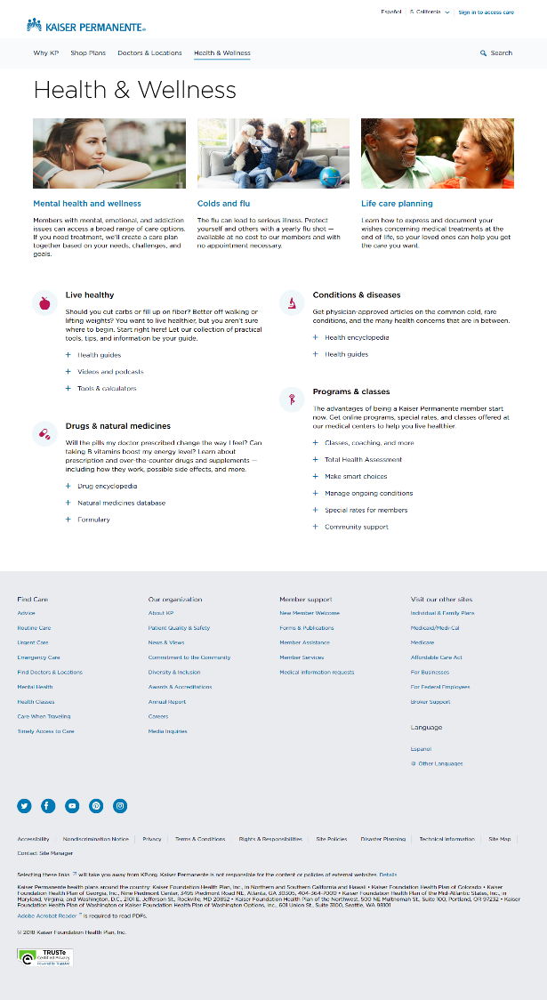 Español
S. California
Sign in to access care
KAISER PERMANENTE®
Why KP
Shop Plans
Doctors & Locations
Health & Wellness
Search
Health & Wellness
Mental health and wellness
Members with mental, emotional, and addiction
issues can access a broad range of care options.
If you need treatment, we'll create a care plan
together based on your needs, challenges, and
goals.
Colds and flu
The flu can lead to serious illness. Protect
yourself and others with a yearly flu shot —
available at no cost to our members and with
no appointment necessary.
Life care planning
Learn how to express and document your
wishes concerning medical treatments at the
end of life, so your loved ones can help you get
the care you want.
Live healthy
Should you cut carbs or fill up on fiber? Better off walking or
lifting weights? You want to live healthier, but you aren't sure
where to begin. Start right here! Let our collection of practical
tools, tips, and information be your guide.
Health guides
Videos and podcasts
Tools & calculators
Drugs & natural medicines
Will the pills my doctor prescribed change the way I feel? Can
taking B vitamins boost my energy level? Learn about
prescription and over-the-counter drugs and supplements —
including how they work, possible side effects, and more.
Drug encyclopedia
Natural medicines database
Formulary
Conditions & diseases
Get physician-approved articles on the common cold, rare
conditions, and the many health concerns that are in between.
Health encyclopedia
Health guides
Programs & classes
The advantages of being a Kaiser Permanente member start
now. Get online programs, special rates, and classes offered at
our medical centers to help you live healthier.
Classes, coaching, and more
Total Health Assessment
Make smart choices
Manage ongoing conditions
Special rates for members
Community support
Find Care
Advice
Routine Care
Urgent Care
Emergency Care
Find Doctors & Locations
Mental Health
Health Classes
Care When Traveling
Timely Access to Care
Our organization
About KP
Patient Quality & Safety
News & Views
Commitment to the Community
Diversity & Inclusion
Awards & Accreditations
Annual Report
Careers
Media Inquiries
Member support
New Member Welcome
Forms & Publications
Member Assistance
Member Services
Medical information requests
Visit our other sites
Individual & Family Plans
Medicaid/Medi-Cal
Medicare
Affordable Care Act
For Businesses
For Federal Employees
Broker Support
Language
Español
Other Languages
Accessibility
Nondiscrimination Notice
Privacy
Terms & Conditions
Rights & Responsibilities
Site Policies
Disaster Planning
Technical Information
Site Map
Contact Site Manager
Selecting these links will take you away from KP.org. Kaiser Permanente is not responsible for the content or policies of external websites. Details
Kaiser Permanente health plans around the country: Kaiser Foundation Health Plan, Inc., in Northern and Southern California and Hawaii • Kaiser Foundation Health Plan of Colorado • Kaiser
Foundation Health Plan of Georgia, Inc., Nine Piedmont Center, 3495 Piedmont Road NE, Atlanta, GA 30305, 404-364-7000 • Kaiser Foundation Health Plan of the Mid-Atlantic States, Inc., in
Maryland, Virginia, and Washington, D.C., 2101 E. Jefferson St., Rockville, MD 20852 • Kaiser Foundation Health Plan of the Northwest, 500 NE Multnomah St., Suite 100, Portland, OR 97232 • Kaiser
Foundation Health Plan of Washington or Kaiser Foundation Health Plan of Washington Options, Inc., 601 Union St., Suite 3100, Seattle, WA 98101
Adobe Acrobat Reader is required to read PDFs.
© 2018 Kaiser Foundation Health Plan, Inc.
TRUSTe
Certified Privacy
Powered by TrustArc